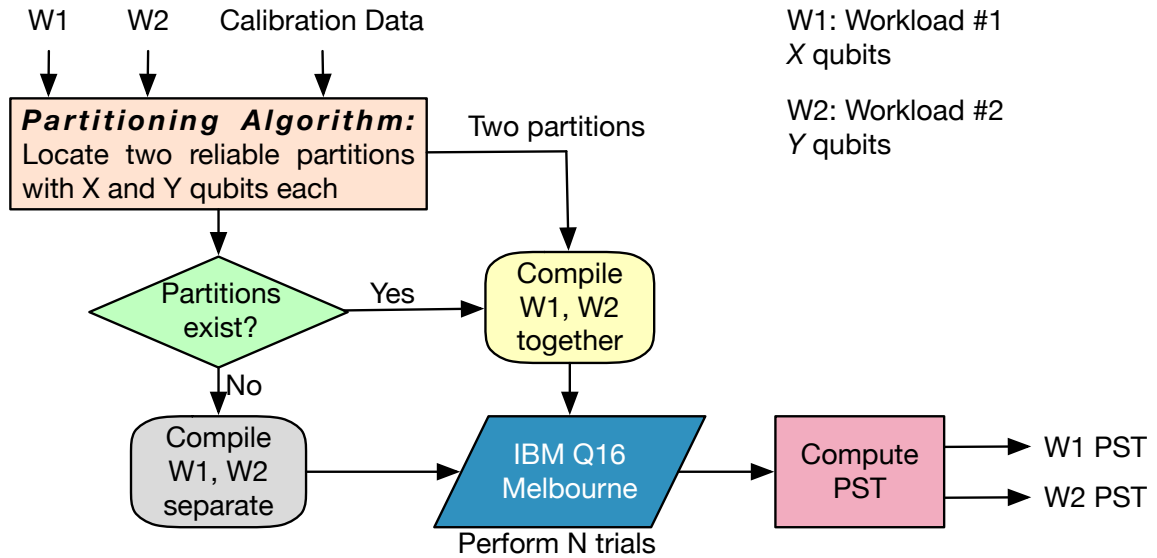 W1
W2
Calibration Data
W1: Workload #1
X qubits
W2: Workload #2
Y qubits
Partitioning Algorithm:
Locate two reliable partitions
with X and Y qubits each
Two partitions
Partitions
exist?
Yes
Compile
W1, W2
together
No
Compile
W1, W2
separate
IBM Q16
Melbourne
Perform N trials
Compute
PST
W1 PST
W2 PST